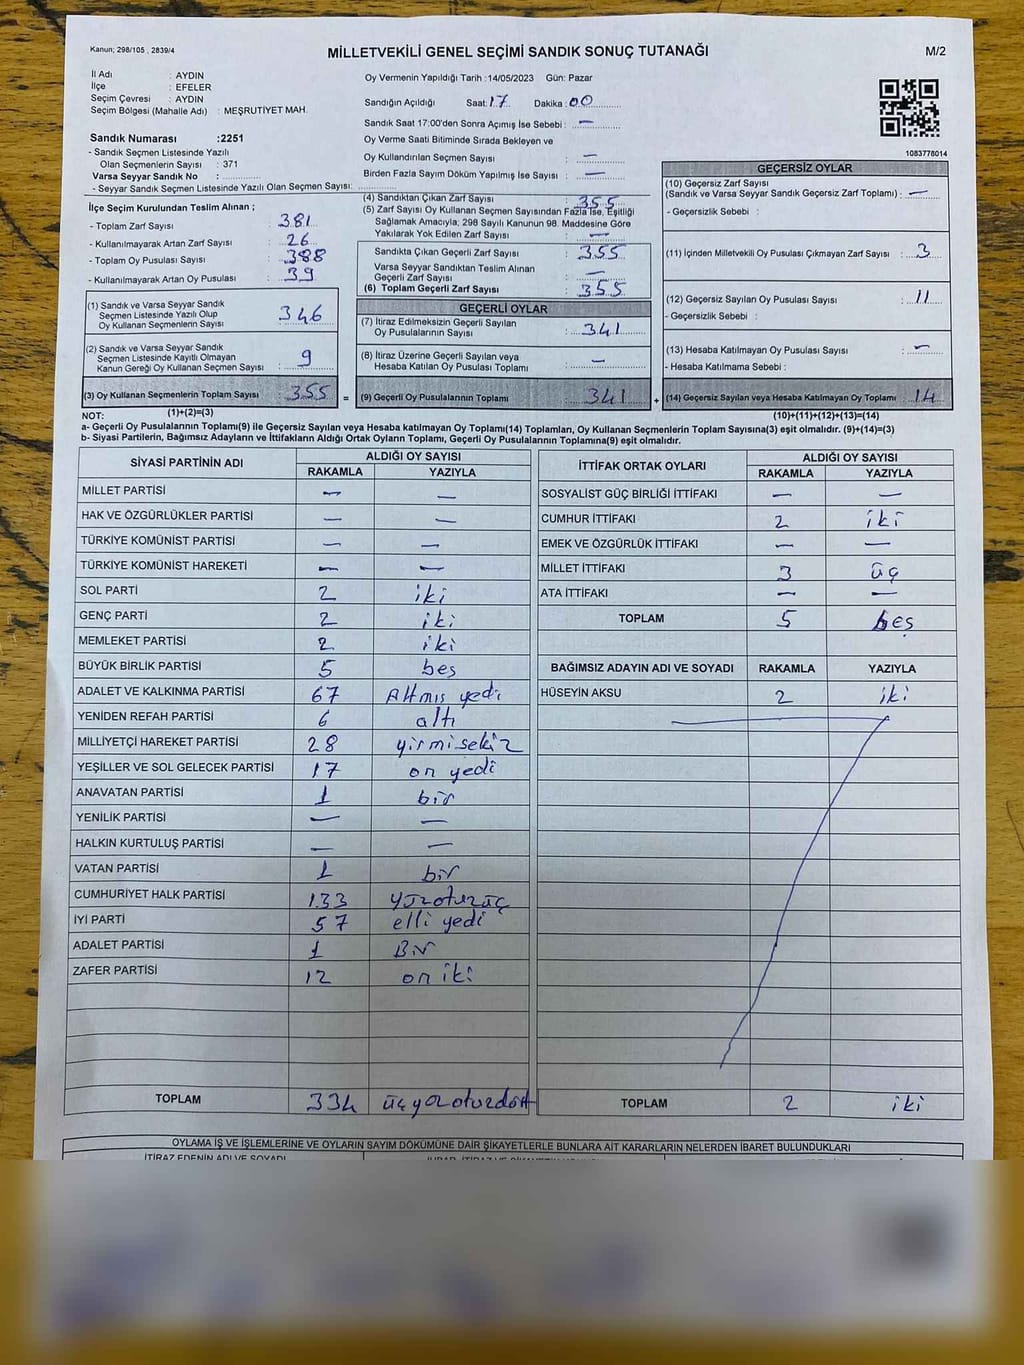 Kanun; 298/105 , 2839/4
MİLLETVEKİLİ GENEL SEÇİMİ SANDIK SONUÇ TUTANAĞI
M/2
İl Adı : AYDIN
İlçe : EFELER
Seçim Çevresi : AYDIN
Seçim Bölgesi (Mahalle Adı) : MEŞRUTİYET MAH.
Sandık Numarası :2251
- Sandık Seçmen Listesinde Yazılı
Olan Seçmenlerin Sayısı : 371
Varsa Seyyar Sandık No :
- Seyyar Sandık Seçmen Listesinde Yazılı Olan Seçmen Sayısı:
Oy Vermenin Yapıldığı Tarih :14/05/2023 Gün: Pazar
Sandığın Açıldığı Saat: 17 Dakika : 00
Sandık Saat 17:00'den Sonra Açımış İse Sebebi : —
Oy Verme Saati Bitiminde Sırada Bekleyen ve
Oy Kullandırılan Seçmen Sayısı : —
Birden Fazla Sayım Döküm Yapılmış İse Sayısı : —
1083778014
İlçe Seçim Kurulundan Teslim Alınan ;
- Toplam Zarf Sayısı : 381
- Kullanılmayarak Artan Zarf Sayısı : 26
- Toplam Oy Pusulası Sayısı : 388
- Kullanılmayarak Artan Oy Pusulası : 39
(1) Sandık ve Varsa Seyyar Sandık
Seçmen Listesinde Yazılı Olup
Oy Kullanan Seçmenlerin Sayısı : 346
(2) Sandık ve Varsa Seyyar Sandık
Seçmen Listesinde Kayıtlı Olmayan
Kanun Gereği Oy Kullanan Seçmen Sayısı : 9
(3) Oy Kullanan Seçmenlerin Toplam Sayısı : 355
(4) Sandıktan Çıkan Zarf Sayısı : 355
(5) Zarf Sayısı Oy Kullanan Seçmen Sayısından Fazla İse, Eşitliği
Sağlamak Amacıyla; 298 Sayılı Kanunun 98. Maddesine Göre
Yakılarak Yok Edilen Zarf Sayısı : —
Sandıkta Çıkan Geçerli Zarf Sayısı : 355
Varsa Seyyar Sandıktan Teslim Alınan
Geçerli Zarf Sayısı : —
(6) Toplam Geçerli Zarf Sayısı : 355
GEÇERLİ OYLAR
(7) İtiraz Edilmeksizin Geçerli Sayılan
Oy Pusulalarının Sayısı : 341
(8) İtiraz Üzerine Geçerli Sayılan veya
Hesaba Katılan Oy Pusulası Toplamı : —
= (9) Geçerli Oy Pusulalarının Toplamı : 341
GEÇERSİZ OYLAR
(10) Geçersiz Zarf Sayısı
(Sandık ve Varsa Seyyar Sandık Geçersiz Zarf Toplamı) : —
- Geçersizlik Sebebi :
(11) İçinden Milletvekili Oy Pusulası Çıkmayan Zarf Sayısı : 3
(12) Geçersiz Sayılan Oy Pusulası Sayısı : 11
- Geçersizlik Sebebi :
(13) Hesaba Katılmayan Oy Pusulası Sayısı : —
- Hesaba Katılmama Sebebi :
+ (14) Geçersiz Sayılan veya Hesaba Katılmayan Oy Toplamı : 14
NOT: (1)+(2)=(3) (10)+(11)+(12)+(13)=(14)
a- Geçerli Oy Pusulalarının Toplamı(9) ile Geçersiz Sayılan veya Hesaba katılmayan Oy Toplamı(14) Toplamları, Oy Kullanan Seçmenlerin Toplam Sayısına(3) eşit olmalıdır. (9)+(14)=(3)
b- Siyasi Partilerin, Bağımsız Adayların ve İttifakların Aldığı Ortak Oyların Toplamı, Geçerli Oy Pusulalarının Toplamına(9) eşit olmalıdır.
SİYASİ PARTİNİN ADI ALDIĞI OY SAYISI
RAKAMLA YAZIYLA
MİLLET PARTİSİ — —
HAK VE ÖZGÜRLÜKLER PARTİSİ — —
TÜRKİYE KOMÜNİST PARTİSİ — —
TÜRKİYE KOMÜNİST HAREKETİ — —
SOL PARTİ 2 iki
GENÇ PARTİ 2 iki
MEMLEKET PARTİSİ 2 iki
BÜYÜK BİRLİK PARTİSİ 5 beş
ADALET VE KALKINMA PARTİSİ 67 Altmış yedi
YENİDEN REFAH PARTİSİ 6 altı
MİLLİYETÇİ HAREKET PARTİSİ 28 yirmisekiz
YEŞİLLER VE SOL GELECEK PARTİSİ 17 on yedi
ANAVATAN PARTİSİ 1 bir
YENİLİK PARTİSİ — —
HALKIN KURTULUŞ PARTİSİ — —
VATAN PARTİSİ 1 bir
CUMHURİYET HALK PARTİSİ 133 yüzotuzüç
İYİ PARTİ 57 elli yedi
ADALET PARTİSİ 1 Bir
ZAFER PARTİSİ 12 on iki
TOPLAM 334 üçyüzotuzdört
İTTİFAK ORTAK OYLARI ALDIĞI OY SAYISI
RAKAMLA YAZIYLA
SOSYALİST GÜÇ BİRLİĞİ İTTİFAKI — —
CUMHUR İTTİFAKI 2 iki
EMEK VE ÖZGÜRLÜK İTTİFAKI — —
MİLLET İTTİFAKI 3 üç
ATA İTTİFAKI — —
TOPLAM 5 beş
BAĞIMSIZ ADAYIN ADI VE SOYADI RAKAMLA YAZIYLA
HÜSEYİN AKSU 2 iki
TOPLAM 2 iki
OYLAMA İŞ VE İŞLEMLERİNE VE OYLARIN SAYIM DÖKÜMÜNE DAİR ŞİKAYETLERLE BUNLARA AİT KARARLARIN NELERDEN İBARET BULUNDUKLARI
İTİRAZ EDENİN ADI VE SOYADI